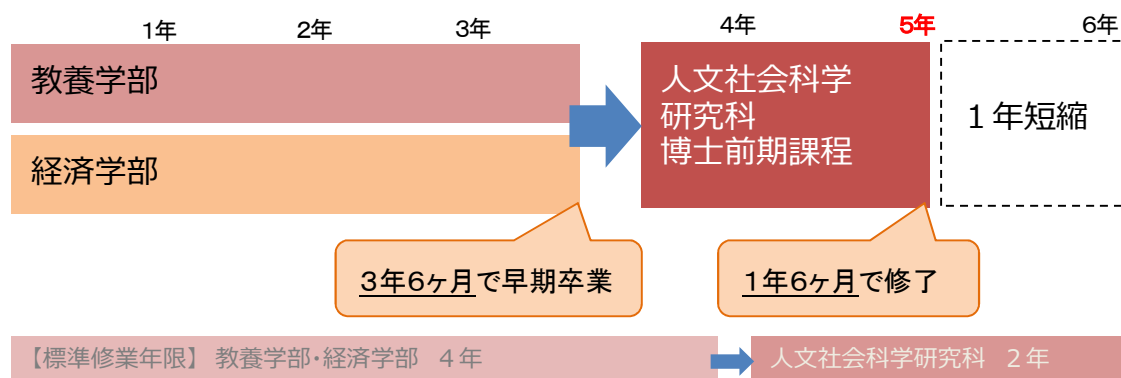 1年 2年 3年 4年 5年 6年
教養学部
経済学部
人文社会科学
研究科
博士前期課程
１年短縮
3年6ヶ月で早期卒業
1年6ヶ月で修了
【標準修業年限】 教養学部・経済学部 ４年
人文社会科学研究科 ２年